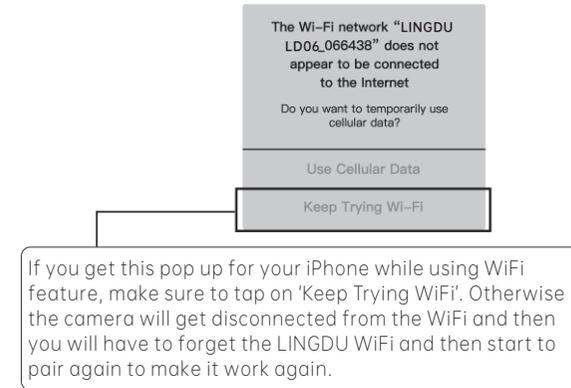 The Wi-Fi network “LINGDU
LD06_066438” does not
appear to be connected
to the Internet
Do you want to temporarily use
cellular data?
Use Cellular Data
Keep Trying Wi-Fi
If you get this pop up for your iPhone while using WiFi
feature, make sure to tap on ‘Keep Trying WiFi’. Otherwise
the camera will get disconnected from the WiFi and then
you will have to forget the LINGDU WiFi and then start to
pair again to make it work again.